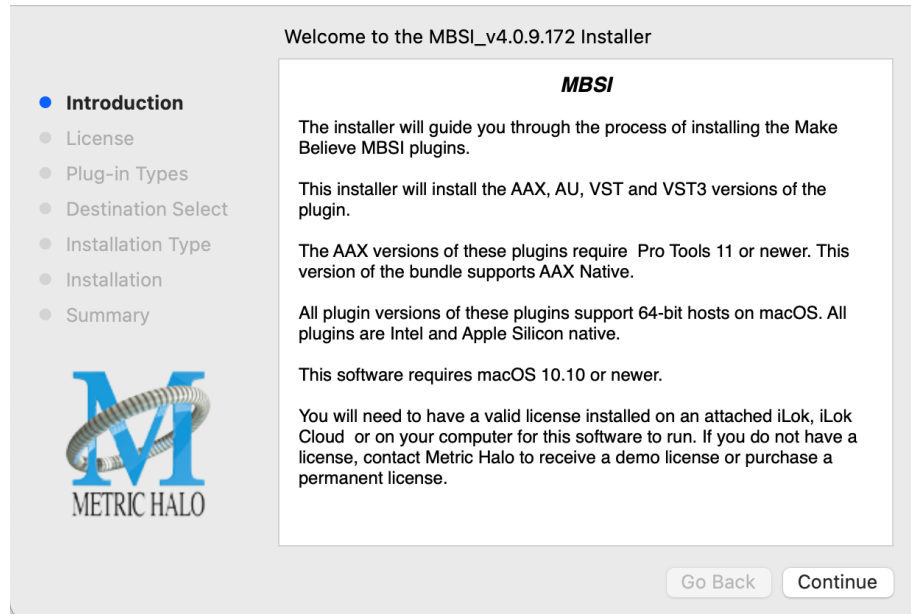 Welcome to the MBSI_v4.0.9.172 Installer
Introduction
License
Plug-in Types
Destination Select
Installation Type
Installation
Summary
METRIC HALO
MBSI
The installer will guide you through the process of installing the Make
Believe MBSI plugins.
This installer will install the AAX, AU, VST and VST3 versions of the
plugin.
The AAX versions of these plugins require  Pro Tools 11 or newer. This
version of the bundle supports AAX Native.
All plugin versions of these plugins support 64-bit hosts on macOS. All
plugins are Intel and Apple Silicon native.
This software requires macOS 10.10 or newer.
You will need to have a valid license installed on an attached iLok, iLok
Cloud  or on your computer for this software to run. If you do not have a
license, contact Metric Halo to receive a demo license or purchase a
permanent license.
Go Back
Continue